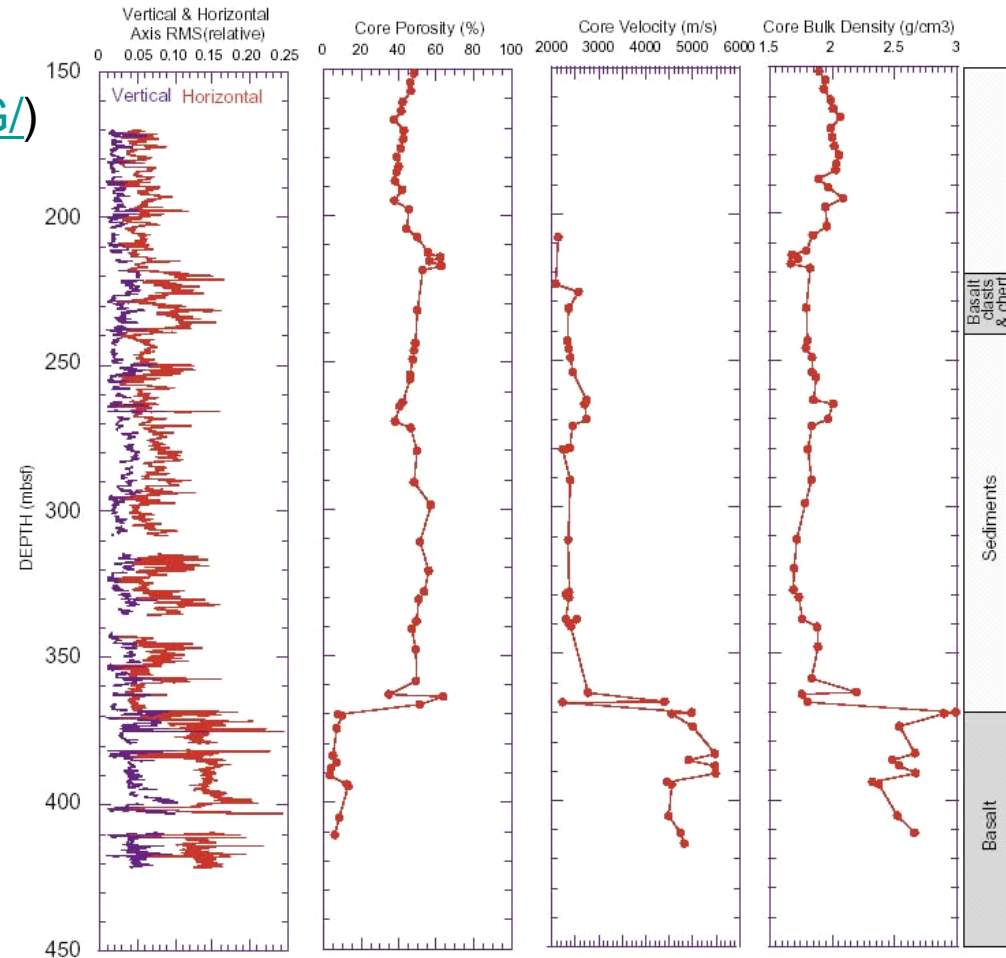 G/)
Vertical & Horizontal
Axis RMS(relative)
0 0.05 0.10 0.15 0.20 0.25
Vertical Horizontal
Core Porosity (%)
0 20 40 60 80 100
Core Velocity (m/s)
2000 3000 4000 5000 6000
Core Bulk Density (g/cm3)
1.5 2 2.5 3
DEPTH (mbsf)
150
200
250
300
350
400
450
Basalt
clasts
& chert
Sediments
Basalt